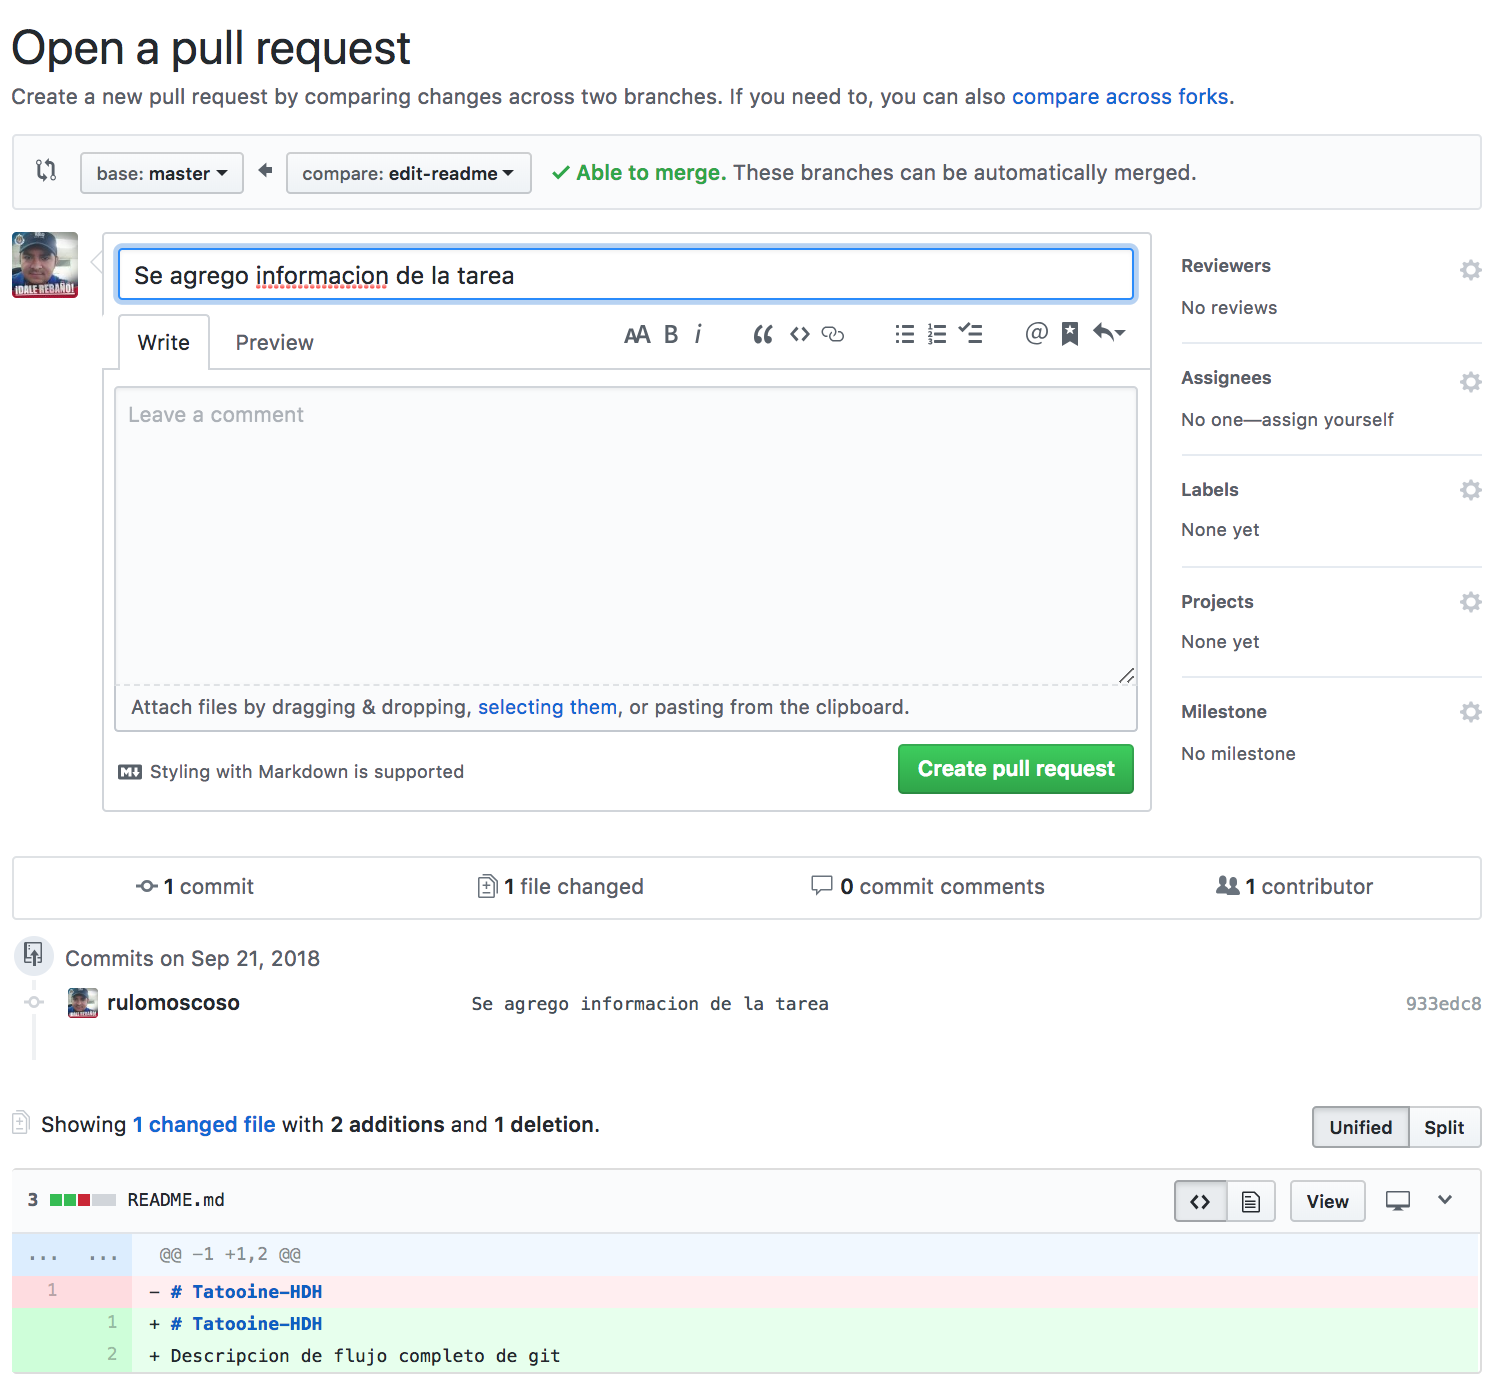 Open a pull request
Create a new pull request by comparing changes across two branches. If you need to, you can also compare across forks.
base: master
compare: edit-readme
Able to merge. These branches can be automatically merged.
¡DALE REBAÑO!
Se agrego informacion de la tarea
Write
Preview
AA B i “ <> @
Leave a comment
Attach files by dragging & dropping, selecting them, or pasting from the clipboard.
M Styling with Markdown is supported
Create pull request
Reviewers
No reviews
Assignees
No one—assign yourself
Labels
None yet
Projects
None yet
Milestone
No milestone
1 commit
1 file changed
0 commit comments
1 contributor
Commits on Sep 21, 2018
rulomoscoso
Se agrego informacion de la tarea
933edc8
Showing 1 changed file with 2 additions and 1 deletion.
Unified
Split
3 README.md
<>
View
... ... @@ -1 +1,2 @@
1 - # Tatooine-HDH
1 + # Tatooine-HDH
2 + Descripcion de flujo completo de git